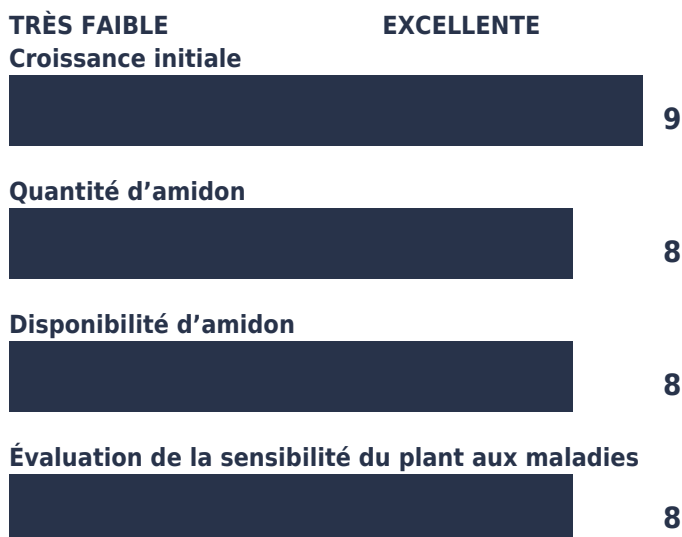 TRÈS FAIBLE EXCELLENTE
Croissance initiale
9
Quantité d’amidon
8
Disponibilité d’amidon
8
Évaluation de la sensibilité du plant aux maladies
8